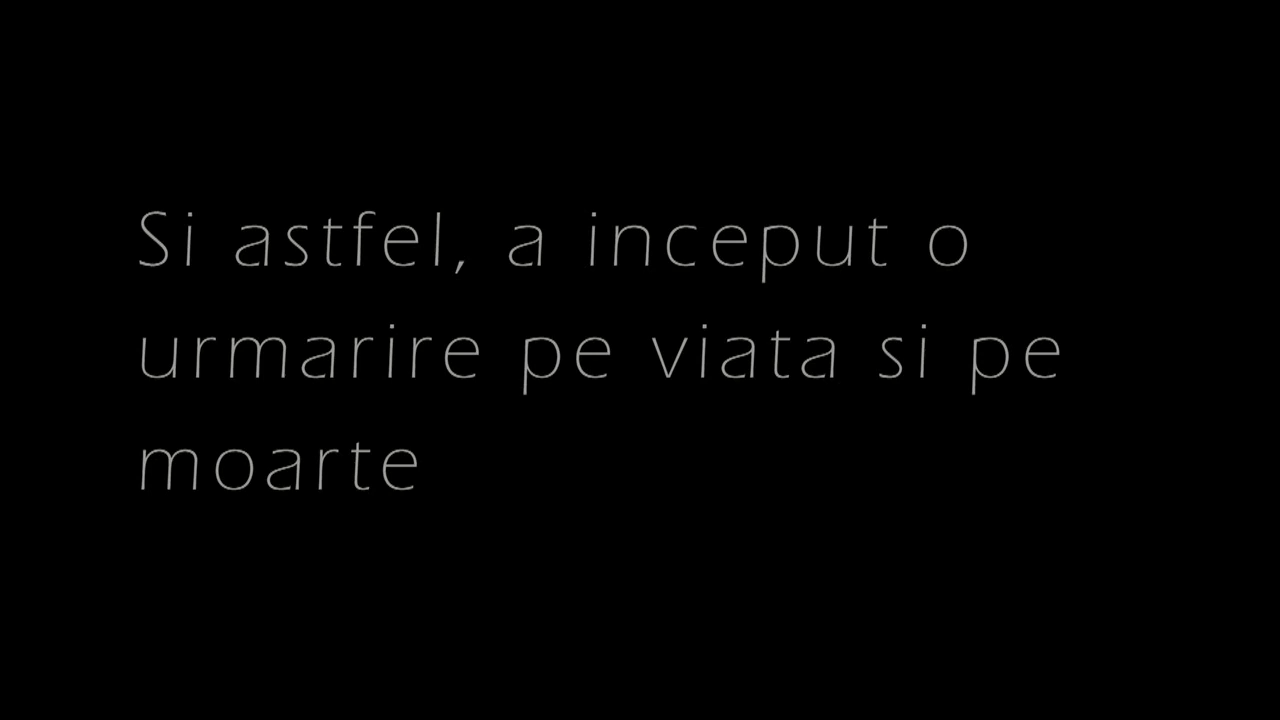 Si astfel, a inceput o
urmarire pe viata si pe
moarte